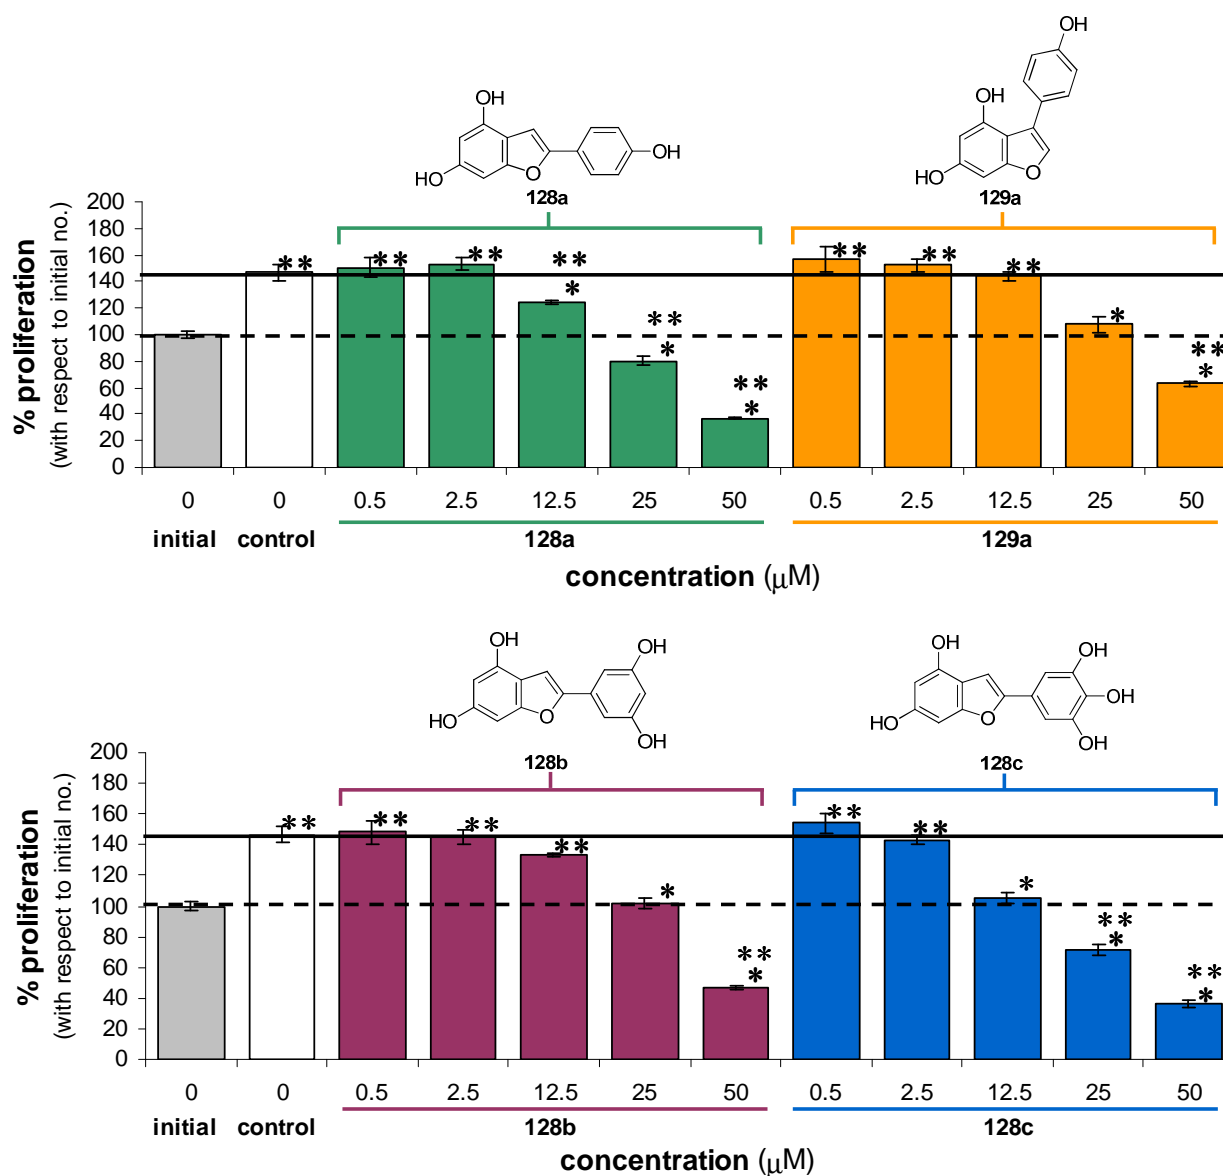 OH
OH
OH
HO
O
128a
OH
OH
HO
O
129a
% proliferation
(with respect to initial no.)
200
180
160
140
120
100
80
60
40
20
0
** ** ** ** * ** * ** *
** ** ** * ** *
0 0 0.5 2.5 12.5 25 50 0.5 2.5 12.5 25 50
initial control 128a 129a
concentration (μM)
OH
OH
HO
O
OH
128b
OH
OH
OH
HO
O
OH
128c
% proliferation
(with respect to initial no.)
200
180
160
140
120
100
80
60
40
20
0
** ** ** ** * ** *
** ** * ** * ** *
0 0 0.5 2.5 12.5 25 50 0.5 2.5 12.5 25 50
initial control 128b 128c
concentration (μM)